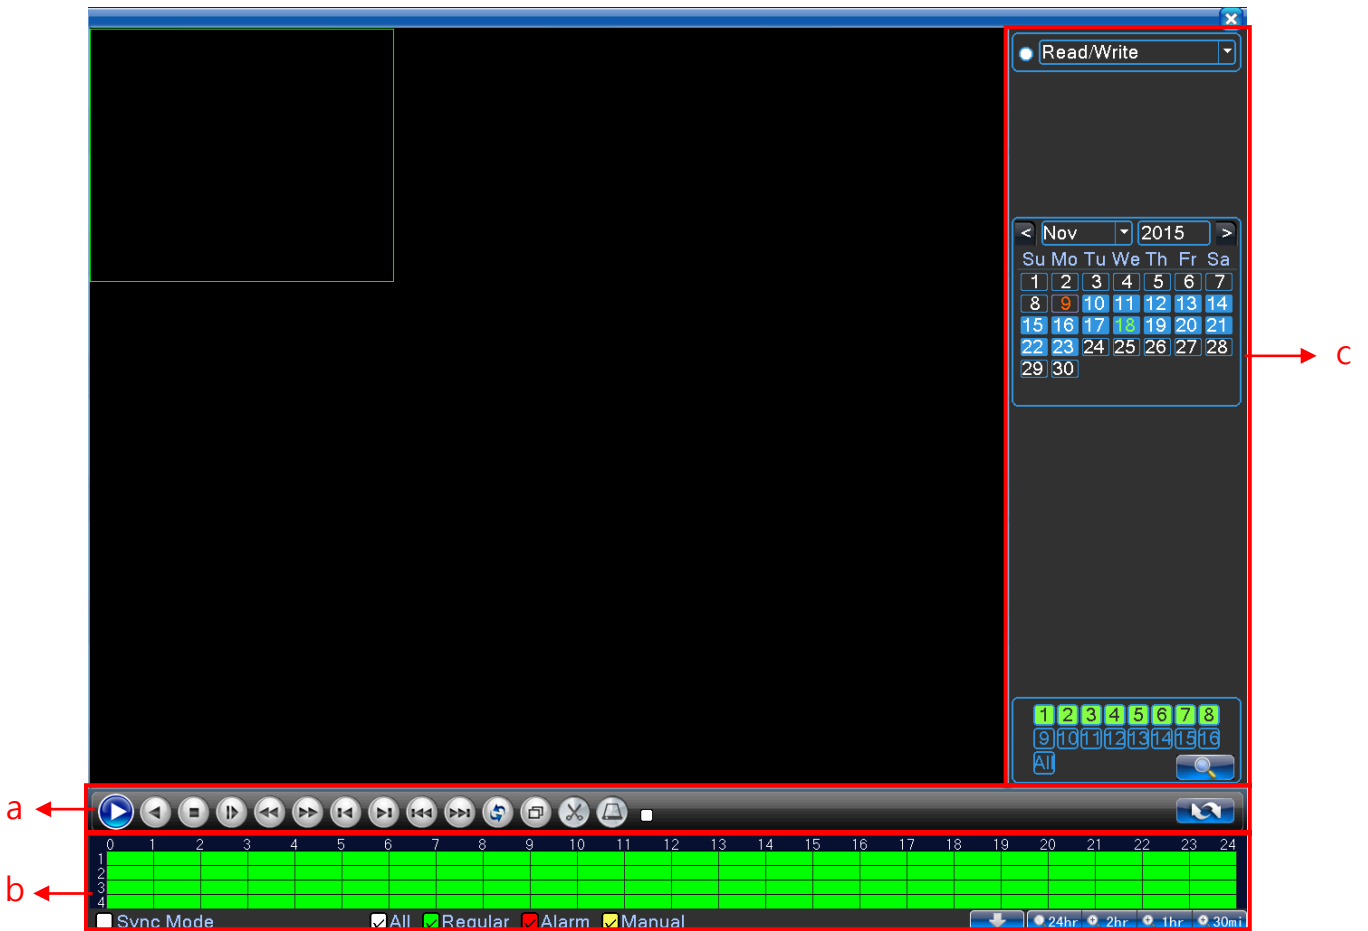 Read/Write
< Nov 2015 >
Su Mo Tu We Th Fr Sa
1 2 3 4 5 6 7
8 9 10 11 12 13 14
15 16 17 18 19 20 21
22 23 24 25 26 27 28
29 30
C
1 2 3 4 5 6 7 8
9 10 11 12 13 14 15 16
All
a
0 1 2 3 4 5 6 7 8 9 10 11 12 13 14 15 16 17 18 19 20 21 22 23 24
1
2
3
4
b
Sync Mode All Regular Alarm Manual 24hr 2hr 1hr 30mi